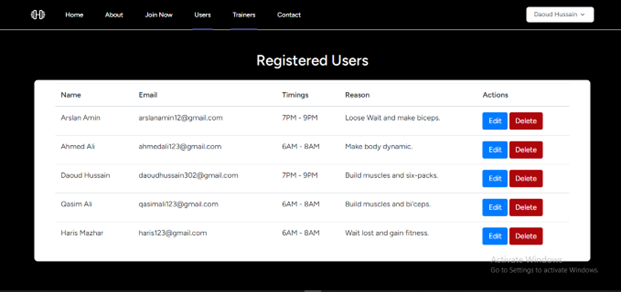 Home About Join Now Users Trainers Contact Daoud Hussain
Registered Users
Name Email Timings Reason Actions
Arslan Amin arslanamin12@gmail.com 7PM - 9PM Loose Wait and make biceps. Edit Delete
Ahmed Ali ahmedali123@gmail.com 6AM - 8AM Make body dynamic. Edit Delete
Daoud Hussain daoudhussain302@gmail.com 7PM - 9PM Build muscles and six-packs. Edit Delete
Qasim Ali qasimali123@gmail.com 6AM - 8AM Build muscles and bi'ceps. Edit Delete
Haris Mazhar haris123@gmail.com 6AM - 8AM Wait lost and gain fitness. Edit Delete
Activate Windows
Go to Settings to activate Windows.